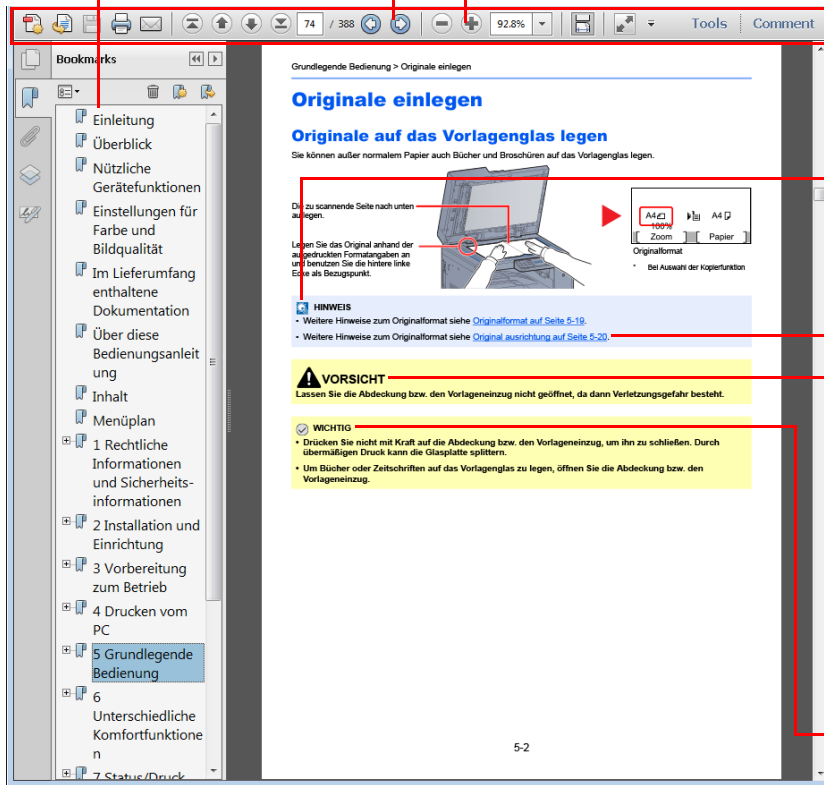 74 / 388 92.8% Tools Comment
Bookmarks
Einleitung
Überblick
Nützliche
Gerätefunktionen
Einstellungen für
Farbe und
Bildqualität
Im Lieferumfang
enthaltene
Dokumentation
Über diese
Bedienungsanleit
ung
Inhalt
Menüplan
1 Rechtliche
Informationen
und Sicherheits-
informationen
2 Installation und
Einrichtung
3 Vorbereitung
zum Betrieb
4 Drucken vom
PC
5 Grundlegende
Bedienung
6
Unterschiedliche
Komfortfunktione
n
7 Status/Druck
Grundlegende Bedienung > Originale einlegen
Originale einlegen
Originale auf das Vorlagenglas legen
Sie können außer normalem Papier auch Bücher und Broschüren auf das Vorlagenglas legen.
Die zu scannende Seite nach unten
auflegen.
Legen Sie das Original anhand der
aufgedruckten Formatangaben an
und benutzen Sie die hintere linke
Ecke als Bezugspunkt.
A4 A4
100%
Zoom Papier
Originalformat
* Bei Auswahl der Kopierfunktion
HINWEIS
• Weitere Hinweise zum Originalformat siehe Originalformat auf Seite 5-19.
• Weitere Hinweise zum Originalformat siehe Original ausrichtung auf Seite 5-20.
VORSICHT
Lassen Sie die Abdeckung bzw. den Vorlageneinzug nicht geöffnet, da dann Verletzungsgefahr besteht.
WICHTIG
• Drücken Sie nicht mit Kraft auf die Abdeckung bzw. den Vorlageneinzug, um ihn zu schließen. Durch
übermäßigen Druck kann die Glasplatte splittern.
• Um Bücher oder Zeitschriften auf das Vorlagenglas zu legen, öffnen Sie die Abdeckung bzw. den
Vorlageneinzug.
5-2